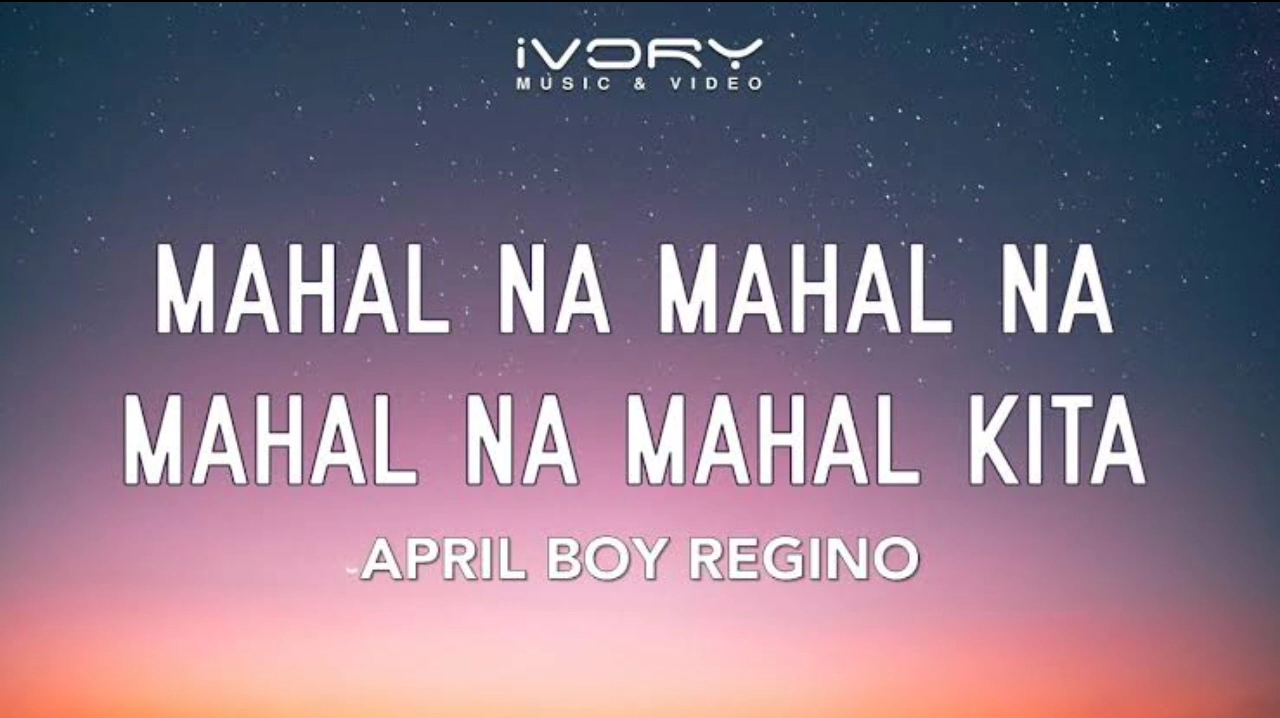 iVORY
MUSIC & VIDEO
MAHAL NA MAHAL NA
MAHAL NA MAHAL KITA
APRIL BOY REGINO